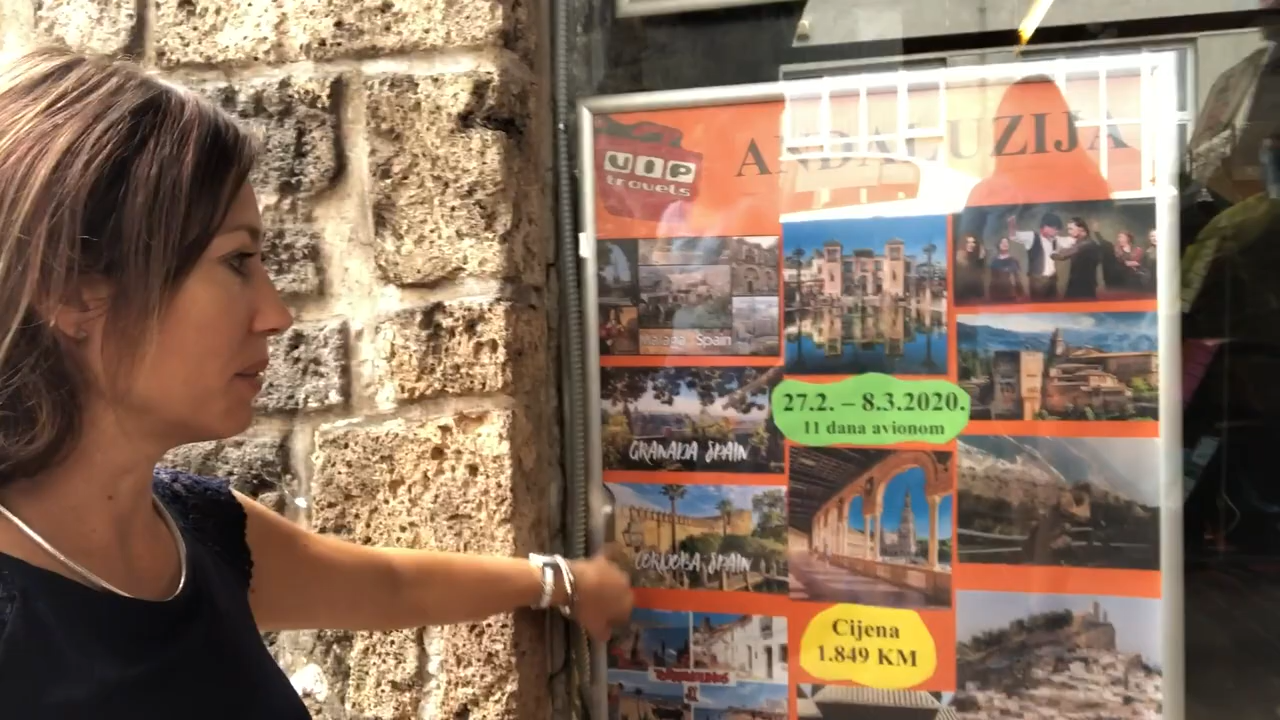 VIP
travels
ANDALUZIJA
Malaga Spain
GRANADA SPAIN
27.2. – 8.3.2020.
11 dana avionom
CORDOBA SPAIN
Cijena
1.849 KM